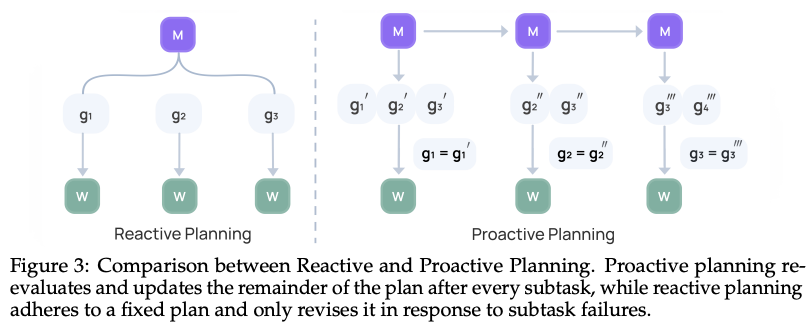 M
g₁ g₂ g₃
W W W
Reactive Planning
M M M
g₁′ g₂′ g₃′ g₂″ g₃″ g₃‴ g₄‴
g₁ = g₁′ g₂ = g₂″ g₃ = g₃‴
W W W
Proactive Planning
Figure 3: Comparison between Reactive and Proactive Planning. Proactive planning re-
evaluates and updates the remainder of the plan after every subtask, while reactive planning
adheres to a fixed plan and only revises it in response to subtask failures.